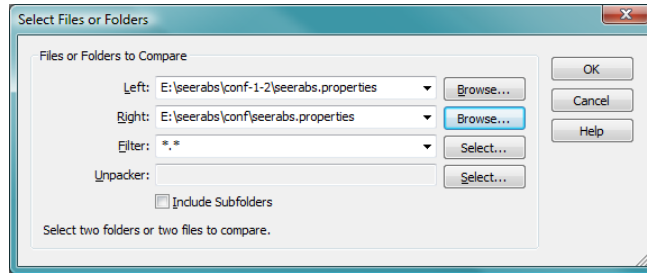 Select Files or Folders
Files or Folders to Compare
Left: E:\seerabs\conf-1-2\seerabs.properties Browse...
Right: E:\seerabs\conf\seerabs.properties Browse...
Filter: *.* Select...
Unpacker: Select...
Include Subfolders
Select two folders or two files to compare.
OK
Cancel
Help